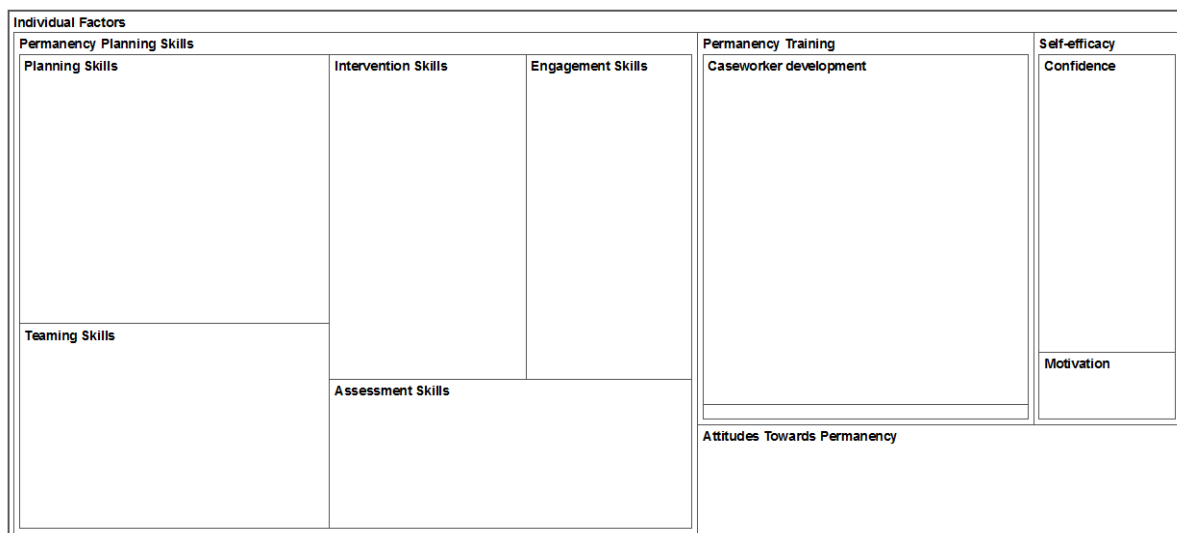 Individual Factors
Permanency Planning Skills
Planning Skills
Intervention Skills
Engagement Skills
Teaming Skills
Assessment Skills
Permanency Training
Caseworker development
Self-efficacy
Confidence
Motivation
Attitudes Towards Permanency